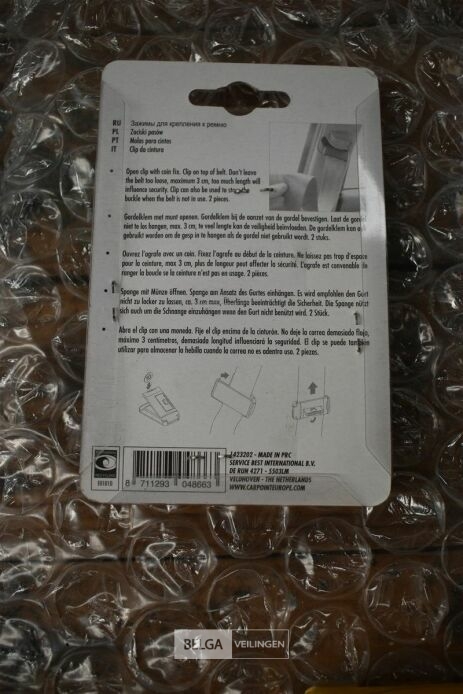 RU Зажимы для крепления к ремню
PL Zaciski pasów
PT Molas para cintos
IT Clip da cintura
• Open clip with coin fix. Clip on top of belt. Don't leave
the belt too loose, maximum 3 cm, too much length will
influence security. Clip can also be used to the
buckle when the belt is not in use. 2 pieces.
• Gordelklem met munt openen. Gordelklem bij de aanzet van de gordel bevestigen. Laat de gordel
niet te los hangen, max. 3 cm, te veel lengte kan de veiligheid beinvloeden. De gordelklem kan
gebruikt worden om de gesp in te hangen als de gordel niet gebruikt wordt. 2 stuks.
• Ouvrez l'agrafe avec un coin. Fixez l'agrafe au début de la ceinture. Ne laissez pas trop d'espace
pour la ceinture, max 3 cm, plus de longeur peut affecter la sécurité. L'agrafe est convenable de
ranger la boucle se la ceinture n'est pas en usage. 2 pièces.
• Spange mit Münze öffnen. Spange am Ansatz des Gurtes einhängen. Es wird empfohlen den Gurt
nicht zu locker zu lassen, ca. 3 cm max, Überlänge beeinträchtigt die Sicherheit. Die Spange nützt
sich auch um die Schnange einzuhängen wenn den Gurt nicht benützt wird. 2 Stück.
• Abra el clip can una moneda. Fije el clip encima de la cinturón. No deje la correa demasiado floja,
máximo 3 centimetros, demasiada longitud influenciará la seguridad. El clip se puede también
utilizar para almacenar la hebilla cuando la correa no es adentro uso. 2 piezas.
1423202 - MADE IN PRC
SERVICE BEST INTERNATIONAL B.V.
DE RUN 4271 - 5503LM
VELDHOVEN - THE NETHERLANDS
WWW.CARPOINTEUROPE.COM
8 711293 048663
BELGA VEILINGEN